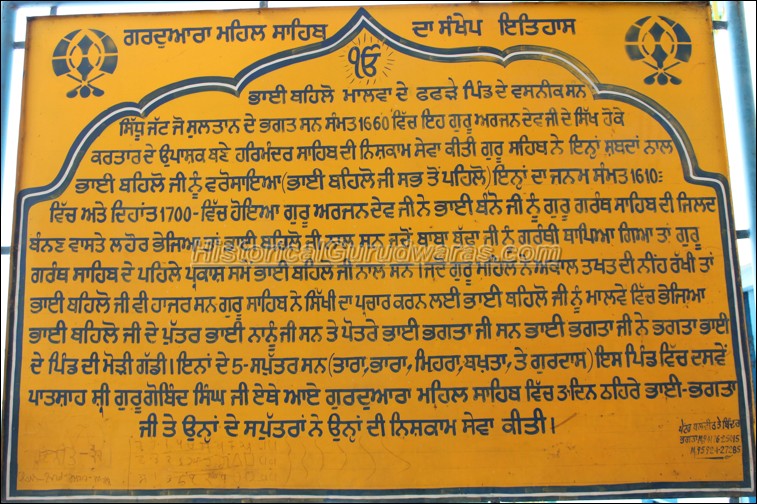 ਗੁਰਦੁਆਰਾ ਮਹਿਲ ਸਾਹਿਬ ਦਾ ਸੰਖੇਪ ਇਤਿਹਾਸ
ੴ
ਭਾਈ ਬਹਿਲੋ ਮਾਲਵਾ ਦੇ ਫਫੜੇ ਪਿੰਡ ਦੇ ਵਸਨੀਕ ਸਨ
ਸਿੱਧੂ ਜੱਟ ਜੋ ਸੁਲਤਾਨ ਦੇ ਭਗਤ ਸਨ ਸੰਮਤ 1660 ਵਿੱਚ ਇਹ ਗੁਰੂ ਅਰਜਨ ਦੇਵ ਜੀ ਦੇ ਸਿੱਖ ਹੋਕੇ
ਕਰਤਾਰ ਦੇ ਉਪਾਸ਼ਕ ਬਣੇ ਹਰਿਮੰਦਰ ਸਾਹਿਬ ਦੀ ਨਿਸ਼ਕਾਮ ਸੇਵਾ ਕੀਤੀ ਗੁਰੂ ਸਹਿਬ ਨੇ ਇਨ੍ਹਾਂ ਸ਼ਬਦਾਂ ਨਾਲ
ਭਾਈ ਬਹਿਲੋ ਜੀ ਨੂੰ ਵਰੋਸਾਇਆ (ਭਾਈ ਬਹਿਲੋ ਜੀ ਸਭ ਤੋਂ ਪਹਿਲੋ) ਇਨ੍ਹਾਂ ਦਾ ਜਨਮ ਸੰਮਤ 1610:
ਵਿੱਚ ਅਤੇ ਦਿਹਾਂਤ 1700-ਵਿੱਚ ਹੋਇਆ ਗੁਰੂ ਅਰਜਨ ਦੇਵ ਜੀ ਨੇ ਭਾਈ ਬੰਨੋ ਜੀ ਨੂੰ ਗੁਰੂ ਗਰੰਥ ਸਾਹਿਬ ਦੀ ਜਿਲਦ
ਬੰਨਣ ਵਾਸਤੇ ਲਹੋਰ ਭੇਜਿਆ ਤਾਂ ਭਾਈ ਬਹਿਲੋ ਜੀ ਨਾਲ ਸਨ ਜਦੋਂ ਬਾਬਾ ਬੁੱਢਾ ਜੀ ਨੂੰ ਗਰੰਥੀ ਥਾਪਿਆ ਗਿਆ ਤਾਂ ਗੁਰੂ
HistoricalGurudwaras.com
ਗਰੰਥ ਸਾਹਿਬ ਦੇ ਪਹਿਲੇ ਪ੍ਰਕਾਸ਼ ਸਮੇਂ ਭਾਈ ਬਹਿਲੋ ਜੀ ਨਾਲ ਸਨ ਜਿਦੋਂ ਗੁਰੂ ਮਹਿਲ ਨੇ ਅਕਾਲ ਤਖਤ ਦੀ ਨੀਂਹ ਰੱਖੀ ਤਾਂ
ਭਾਈ ਬਹਿਲੋ ਜੀ ਵੀ ਹਾਜਰ ਸਨ ਗੁਰੂ ਸਾਹਿਬ ਨੇ ਸਿੱਖੀ ਦਾ ਪ੍ਰਚਾਰ ਕਰਨ ਲਈ ਭਾਈ ਬਹਿਲੋ ਜੀ ਨੂੰ ਮਾਲਵੇ ਵਿੱਚ ਭੇਜਿਆ
ਭਾਈ ਬਹਿਲੋ ਜੀ ਦੇ ਪੁੱਤਰ ਭਾਈ ਨਾਨੂੰ ਜੀ ਸਨ ਤੇ ਪੋਤਰੇ ਭਾਈ ਭਗਤਾ ਜੀ ਸਨ ਭਾਈ ਭਗਤਾ ਜੀ ਨੇ ਭਗਤਾ ਭਾਈ
ਦੇ ਪਿੰਡ ਦੀ ਮੋੜੀ ਗੱਡੀ। ਇਨਾਂ ਦੇ 5-ਸਪੁੱਤਰ ਸਨ (ਤਾਰਾ, ਭਾਰਾ, ਮਿਹਰਾ, ਬਖ਼ਤਾ, ਤੇ ਗੁਰਦਾਸ) ਇਸ ਪਿੰਡ ਵਿੱਚ ਦਸਵੇਂ
ਪਾਤਸ਼ਾਹ ਸ਼੍ਰੀ ਗੁਰੂ ਗੋਬਿੰਦ ਸਿੰਘ ਜੀ ਏਥੇ ਆਏ ਗੁਰਦੁਆਰਾ ਮਹਿਲ ਸਾਹਿਬ ਵਿੱਚ 3 ਦਿਨ ਠਹਿਰੇ ਭਾਈ-ਭਗਤਾ
ਜੀ ਤੇ ਉਨ੍ਹਾਂ ਦੇ ਸਪੁੱਤਰਾਂ ਨੇ ਉਨ੍ਹਾਂ ਦੀ ਨਿਸ਼ਕਾਮ ਸੇਵਾ ਕੀਤੀ।